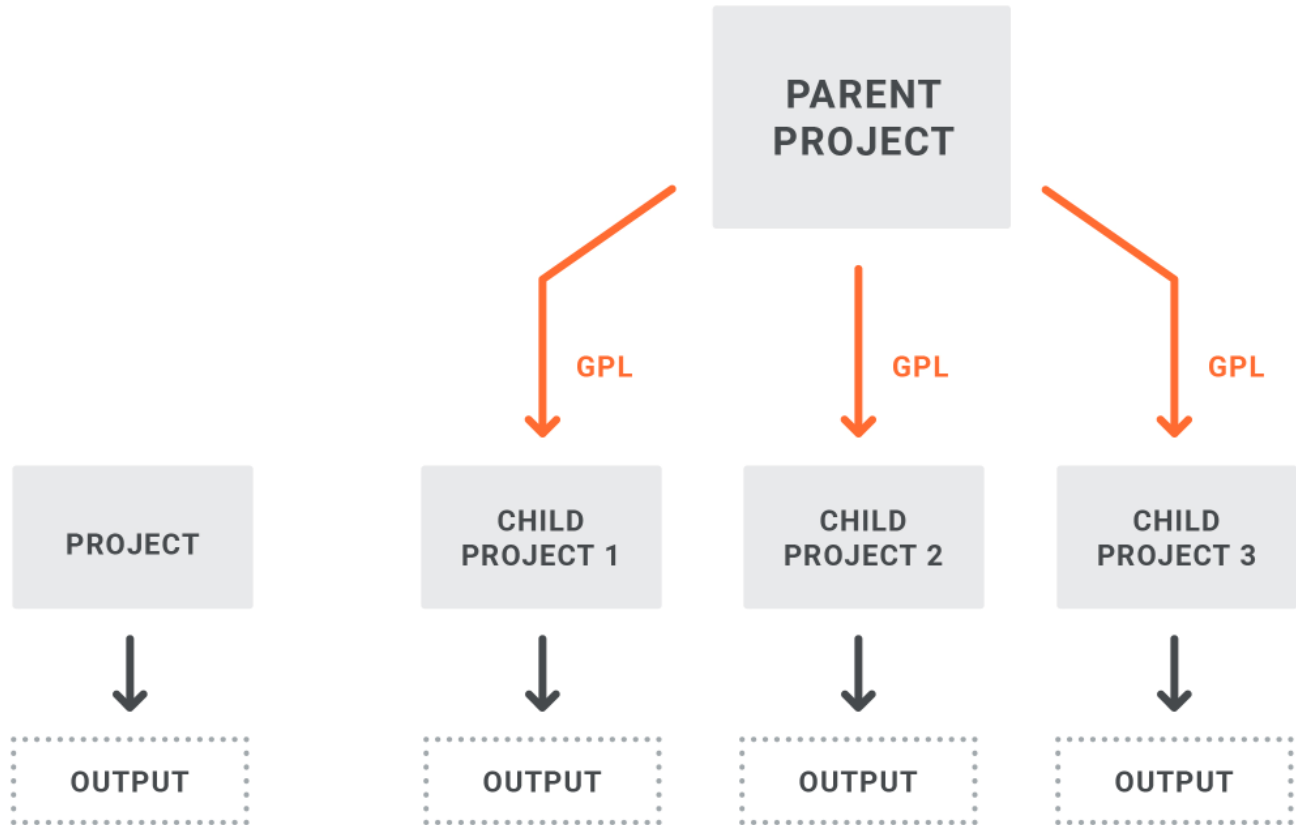 PARENT
PROJECT
GPL
GPL
GPL
PROJECT
CHILD
PROJECT 1
CHILD
PROJECT 2
CHILD
PROJECT 3
OUTPUT
OUTPUT
OUTPUT
OUTPUT